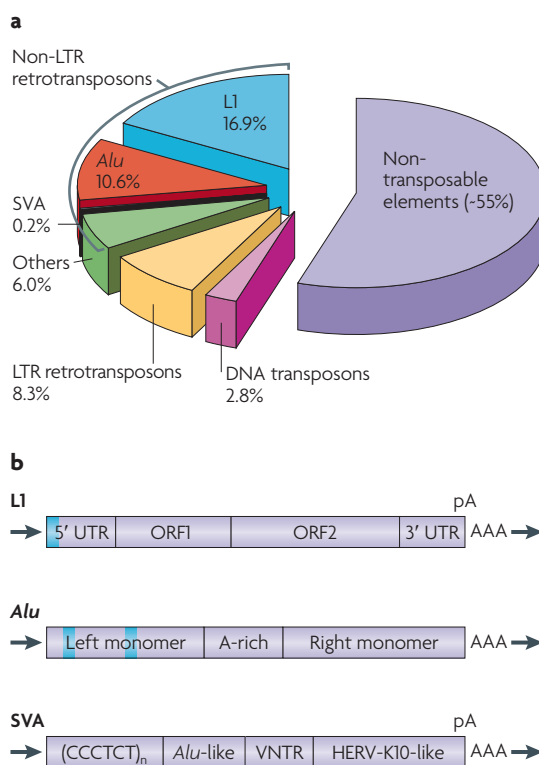 a
Non-LTR
retrotransposons
L1
16.9%
Alu
10.6%
SVA
0.2%
Others
6.0%
LTR retrotransposons
8.3%
DNA transposons
2.8%
Non-
transposable
elements (~55%)
b
L1
pA
5′ UTR ORF1 ORF2 3′ UTR AAA
Alu
Left monomer A-rich Right monomer AAA
SVA
pA
(CCCTCT)n Alu-like VNTR HERV-K10-like AAA